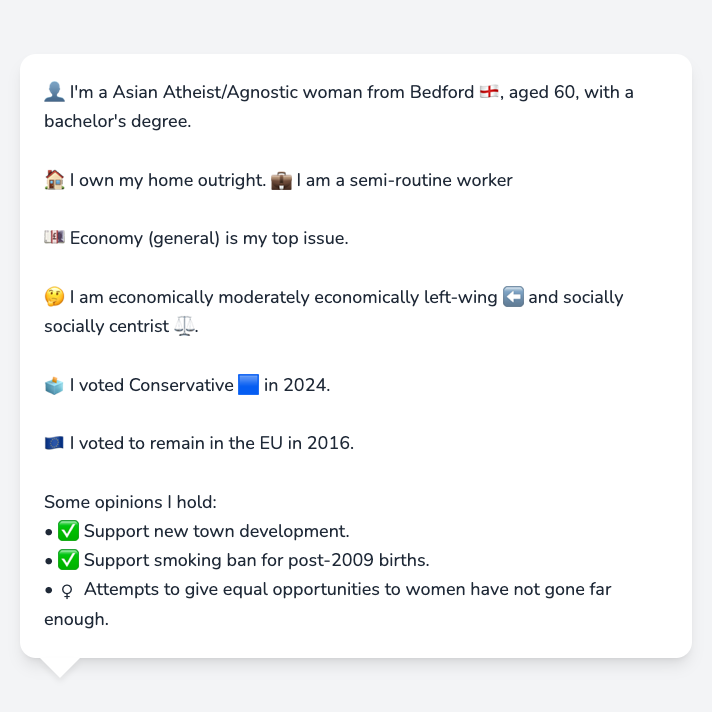 👤 I'm a Asian Atheist/Agnostic woman from Bedford 🏴󠁧󠁢󠁥󠁮󠁧󠁿, aged 60, with a
bachelor's degree.
🏠 I own my home outright. 💼 I am a semi-routine worker
💷 Economy (general) is my top issue.
🤔 I am economically moderately economically left-wing ⬅️ and socially
socially centrist ⚖️.
🗳️ I voted Conservative 🟦 in 2024.
🇪🇺 I voted to remain in the EU in 2016.
Some opinions I hold:
• ✅ Support new town development.
• ✅ Support smoking ban for post-2009 births.
• ♀ Attempts to give equal opportunities to women have not gone far
enough.